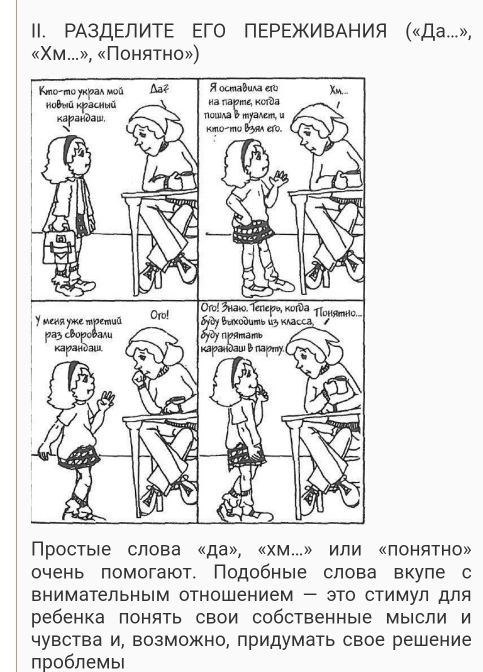 II. РАЗДЕЛИТЕ ЕГО ПЕРЕЖИВАНИЯ («Да...»,
«Хм...», «Понятно»)
Кто-то украл мой
новый красный
карандаш.
Да?
Я оставила его
на парте, когда
пошла в туалет, и
кто-то взял его.
Хм...
У меня уже третий
раз своровали
карандаш.
Ого!
Ого! Знаю. Теперь, когда
буду выходить из класса,
буду прятать
карандаш в парту.
Понятно...
Простые слова «да», «хм...» или «понятно»
очень помогают. Подобные слова вкупе с
внимательным отношением — это стимул для
ребенка понять свои собственные мысли и
чувства и, возможно, придумать свое решение
проблемы